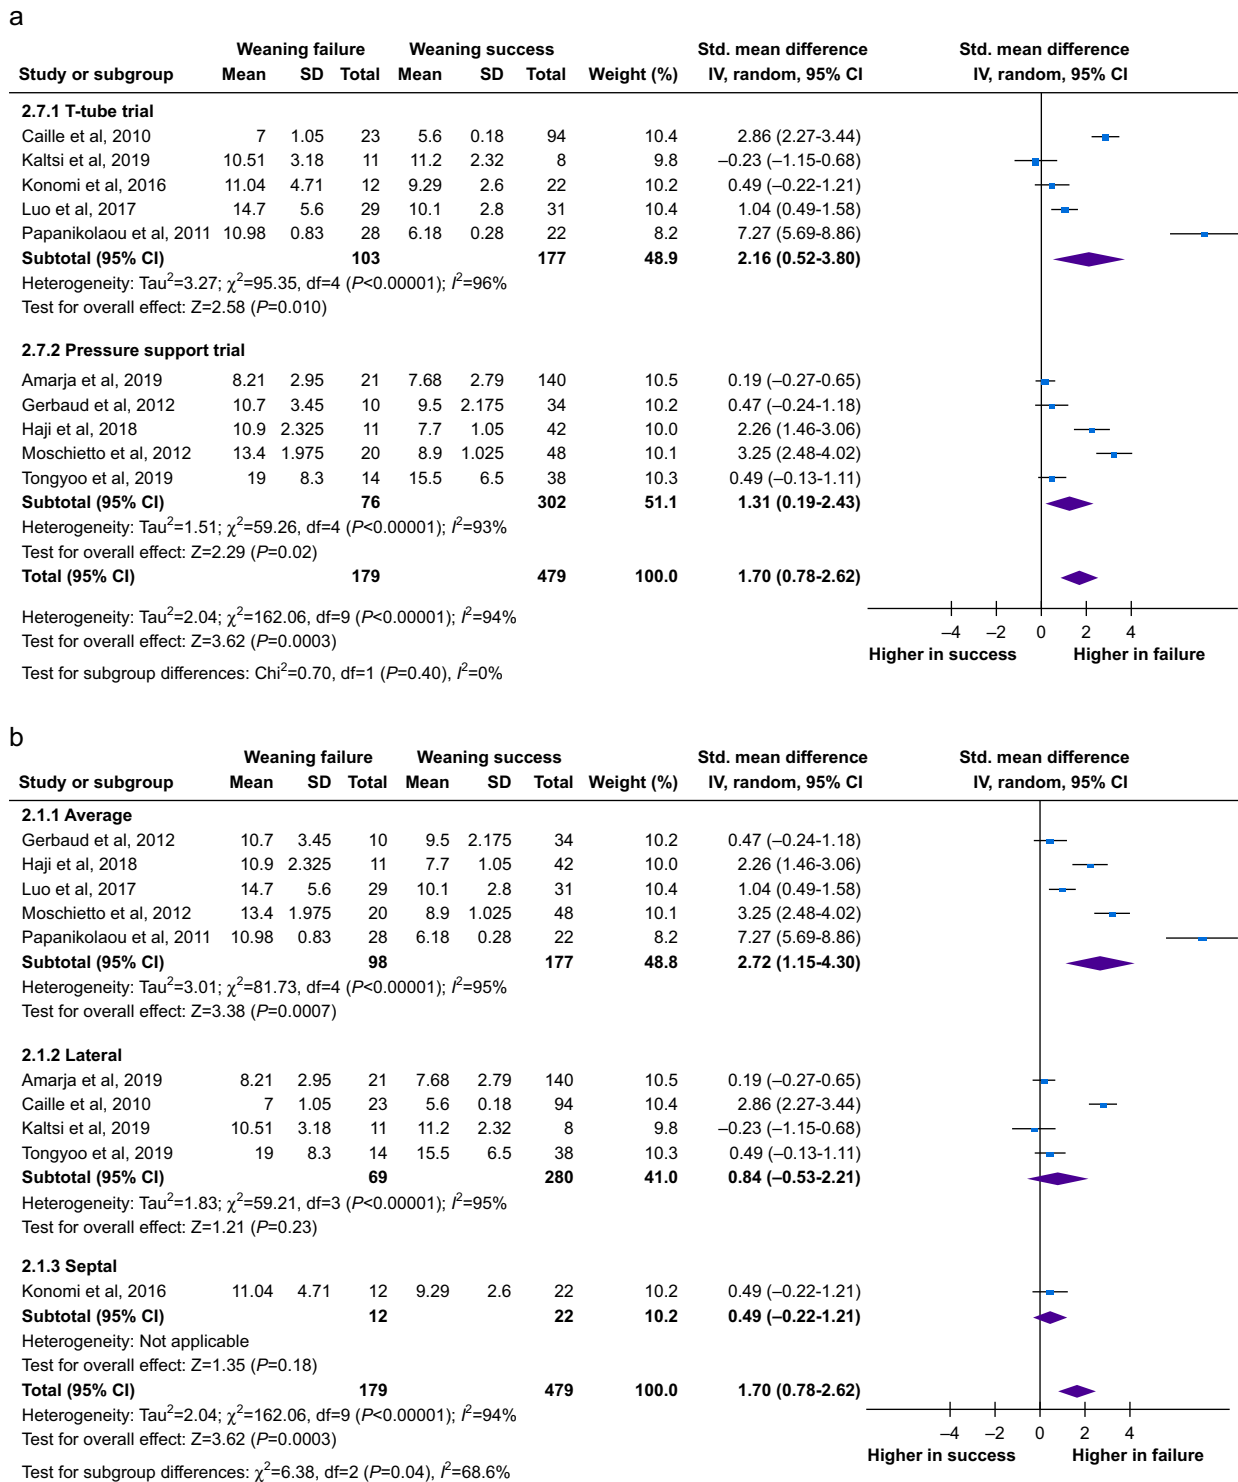 a
Weaning failure Weaning success Std. mean difference Std. mean difference
Study or subgroup Mean SD Total Mean SD Total Weight (%) IV, random, 95% CI IV, random, 95% CI
2.7.1 T-tube trial
Caille et al, 2010 7 1.05 23 5.6 0.18 94 10.4 2.86 (2.27-3.44)
Kaltsi et al, 2019 10.51 3.18 11 11.2 2.32 8 9.8 –0.23 (–1.15-0.68)
Konomi et al, 2016 11.04 4.71 12 9.29 2.6 22 10.2 0.49 (–0.22-1.21)
Luo et al, 2017 14.7 5.6 29 10.1 2.8 31 10.4 1.04 (0.49-1.58)
Papanikolaou et al, 2011 10.98 0.83 28 6.18 0.28 22 8.2 7.27 (5.69-8.86)
Subtotal (95% CI) 103 177 48.9 2.16 (0.52-3.80)
Heterogeneity: Tau²=3.27; χ²=95.35, df=4 (P<0.00001); I²=96%
Test for overall effect: Z=2.58 (P=0.010)
2.7.2 Pressure support trial
Amarja et al, 2019 8.21 2.95 21 7.68 2.79 140 10.5 0.19 (–0.27-0.65)
Gerbaud et al, 2012 10.7 3.45 10 9.5 2.175 34 10.2 0.47 (–0.24-1.18)
Haji et al, 2018 10.9 2.325 11 7.7 1.05 42 10.0 2.26 (1.46-3.06)
Moschietto et al, 2012 13.4 1.975 20 8.9 1.025 48 10.1 3.25 (2.48-4.02)
Tongyoo et al, 2019 19 8.3 14 15.5 6.5 38 10.3 0.49 (–0.13-1.11)
Subtotal (95% CI) 76 302 51.1 1.31 (0.19-2.43)
Heterogeneity: Tau²=1.51; χ²=59.26, df=4 (P<0.00001); I²=93%
Test for overall effect: Z=2.29 (P=0.02)
Total (95% CI) 179 479 100.0 1.70 (0.78-2.62)
Heterogeneity: Tau²=2.04; χ²=162.06, df=9 (P<0.00001); I²=94%
Test for overall effect: Z=3.62 (P=0.0003)
–4 –2 0 2 4
Higher in success Higher in failure
Test for subgroup differences: Chi²=0.70, df=1 (P=0.40), I²=0%
b
Weaning failure Weaning success Std. mean difference Std. mean difference
Study or subgroup Mean SD Total Mean SD Total Weight (%) IV, random, 95% CI IV, random, 95% CI
2.1.1 Average
Gerbaud et al, 2012 10.7 3.45 10 9.5 2.175 34 10.2 0.47 (–0.24-1.18)
Haji et al, 2018 10.9 2.325 11 7.7 1.05 42 10.0 2.26 (1.46-3.06)
Luo et al, 2017 14.7 5.6 29 10.1 2.8 31 10.4 1.04 (0.49-1.58)
Moschietto et al, 2012 13.4 1.975 20 8.9 1.025 48 10.1 3.25 (2.48-4.02)
Papanikolaou et al, 2011 10.98 0.83 28 6.18 0.28 22 8.2 7.27 (5.69-8.86)
Subtotal (95% CI) 98 177 48.8 2.72 (1.15-4.30)
Heterogeneity: Tau²=3.01; χ²=81.73, df=4 (P<0.00001); I²=95%
Test for overall effect: Z=3.38 (P=0.0007)
2.1.2 Lateral
Amarja et al, 2019 8.21 2.95 21 7.68 2.79 140 10.5 0.19 (–0.27-0.65)
Caille et al, 2010 7 1.05 23 5.6 0.18 94 10.4 2.86 (2.27-3.44)
Kaltsi et al, 2019 10.51 3.18 11 11.2 2.32 8 9.8 –0.23 (–1.15-0.68)
Tongyoo et al, 2019 19 8.3 14 15.5 6.5 38 10.3 0.49 (–0.13-1.11)
Subtotal (95% CI) 69 280 41.0 0.84 (–0.53-2.21)
Heterogeneity: Tau²=1.83; χ²=59.21, df=3 (P<0.00001); I²=95%
Test for overall effect: Z=1.21 (P=0.23)
2.1.3 Septal
Konomi et al, 2016 11.04 4.71 12 9.29 2.6 22 10.2 0.49 (–0.22-1.21)
Subtotal (95% CI) 12 22 10.2 0.49 (–0.22-1.21)
Heterogeneity: Not applicable
Test for overall effect: Z=1.35 (P=0.18)
Total (95% CI) 179 479 100.0 1.70 (0.78-2.62)
Heterogeneity: Tau²=2.04; χ²=162.06, df=9 (P<0.00001); I²=94%
Test for overall effect: Z=3.62 (P=0.0003)
–4 –2 0 2 4
Higher in success Higher in failure
Test for subgroup differences: χ²=6.38, df=2 (P=0.04), I²=68.6%